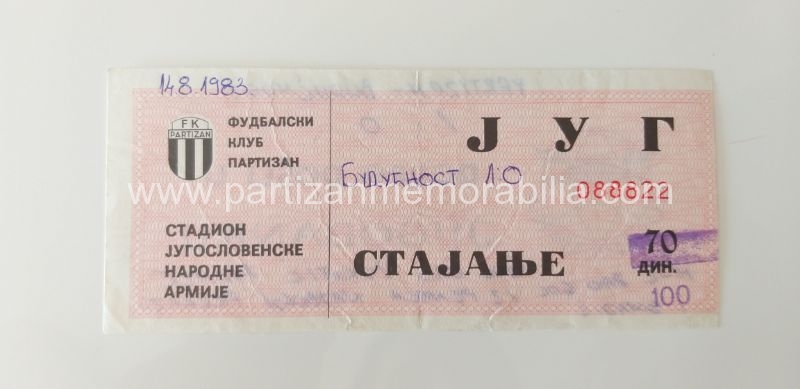 14.8.1983.
FK
PARTIZAN
ФУДБАЛСКИ
КЛУБ
ПАРТИЗАН
СТАДИОН
ЈУГОСЛОВЕНСКЕ
НАРОДНЕ
АРМИЈЕ
ЈУГ
БУДУЋНОСТ 1:0
088822
СТАЈАЊЕ
70
ДИН.
100
www.partizanmemorabilia.com